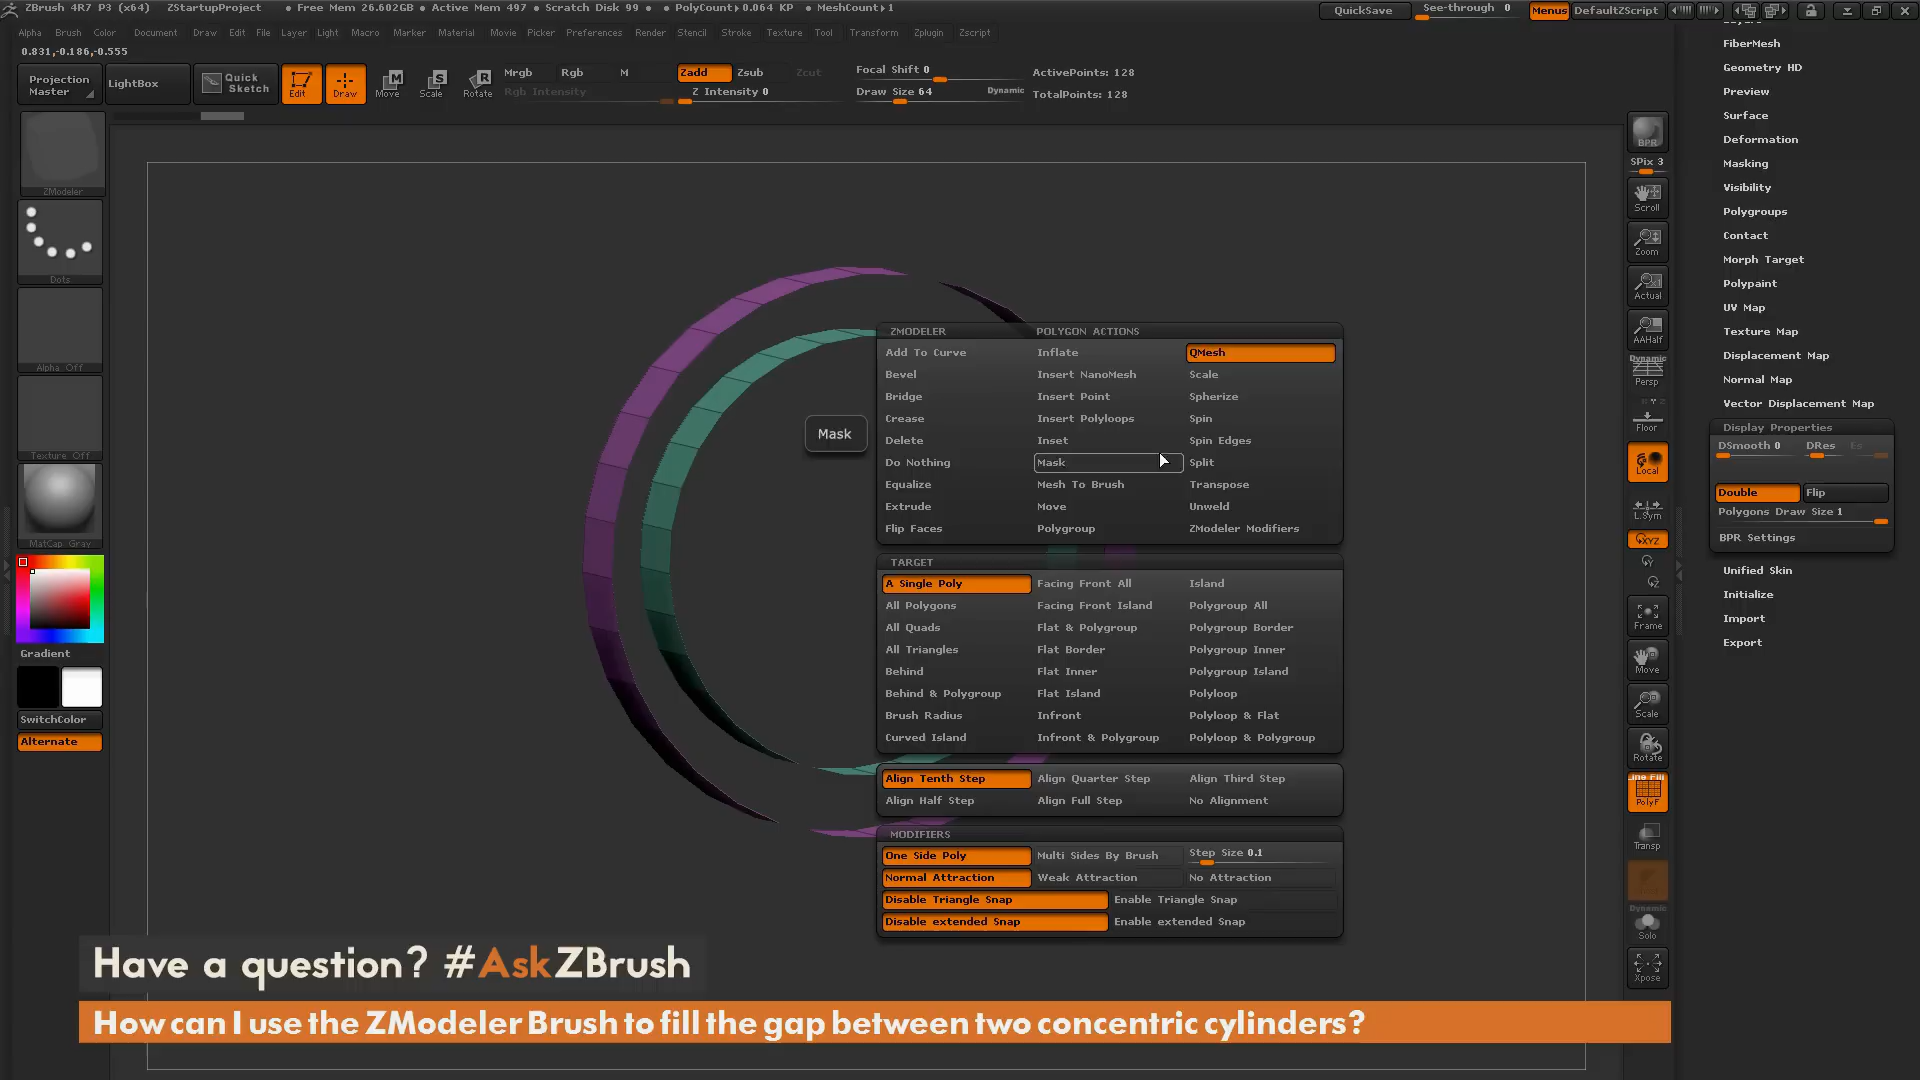 ZBrush 4R7 P3 (x64) ZStartupProject • Free Mem 26.602GB • Active Mem 497 • Scratch Disk 99 • PolyCount› 0.064 KP • MeshCount› 1 QuickSave See-through 0 Menus DefaultZScript
Alpha Brush Color Document Draw Edit File Layer Light Macro Marker Material Movie Picker Preferences Render Stencil Stroke Texture Tool Transform Zplugin Zscript
0.831,-0.186,-0.555
Projection Master
LightBox
Quick Sketch
Edit
Draw
Move
Scale
Rotate
Mrgb Rgb M
Rgb Intensity
Zadd Zsub Zcut
Z Intensity 0
Focal Shift 0
Draw Size 64 Dynamic
ActivePoints: 128
TotalPoints: 128
ZModeler
Dots
Alpha Off
Texture Off
MatCap Gray
Gradient
SwitchColor
Alternate
Mask
ZMODELER POLYGON ACTIONS
Add To Curve Inflate QMesh
Bevel Insert NanoMesh Scale
Bridge Insert Point Spherize
Crease Insert Polyloops Spin
Delete Inset Spin Edges
Do Nothing Mask Split
Equalize Mesh To Brush Transpose
Extrude Move Unweld
Flip Faces Polygroup ZModeler Modifiers
TARGET
A Single Poly Facing Front All Island
All Polygons Facing Front Island Polygroup All
All Quads Flat & Polygroup Polygroup Border
All Triangles Flat Border Polygroup Inner
Behind Flat Inner Polygroup Island
Behind & Polygroup Flat Island Polyloop
Brush Radius Infront Polyloop & Flat
Curved Island Infront & Polygroup Polyloop & Polygroup
Align Tenth Step Align Quarter Step Align Third Step
Align Half Step Align Full Step No Alignment
MODIFIERS
One Side Poly Multi Sides By Brush Step Size 0.1
Normal Attraction Weak Attraction No Attraction
Disable Triangle Snap Enable Triangle Snap
Disable extended Snap Enable extended Snap
BPR
SPix 3
Scroll
Zoom
Actual
AAHalf
Dynamic
Persp
Floor
Local
L.Sym
XYZ
Frame
Move
Scale
Rotate
Line Fill
PolyF
Transp
Dynamic
Solo
Xpose
FiberMesh
Geometry HD
Preview
Surface
Deformation
Masking
Visibility
Polygroups
Contact
Morph Target
Polypaint
UV Map
Texture Map
Displacement Map
Normal Map
Vector Displacement Map
Display Properties
DSmooth 0 DRes Es
Double Flip
Polygons Draw Size 1
BPR Settings
Unified Skin
Initialize
Import
Export
Have a question? #AskZBrush
How can I use the ZModeler Brush to fill the gap between two concentric cylinders?